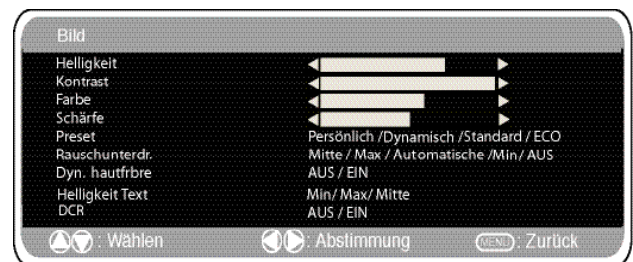 Bild
Helligkeit
Kontrast
Farbe
Schärfe
Preset Persönlich /Dynamisch /Standard / ECO
Rauschunterdr. Mitte / Max / Automatische /Min/ AUS
Dyn. hautfrbre AUS / EIN
Helligkeit Text Min/ Max/ Mitte
DCR AUS / EIN
: Wählen : Abstimmung MENU : Zurück